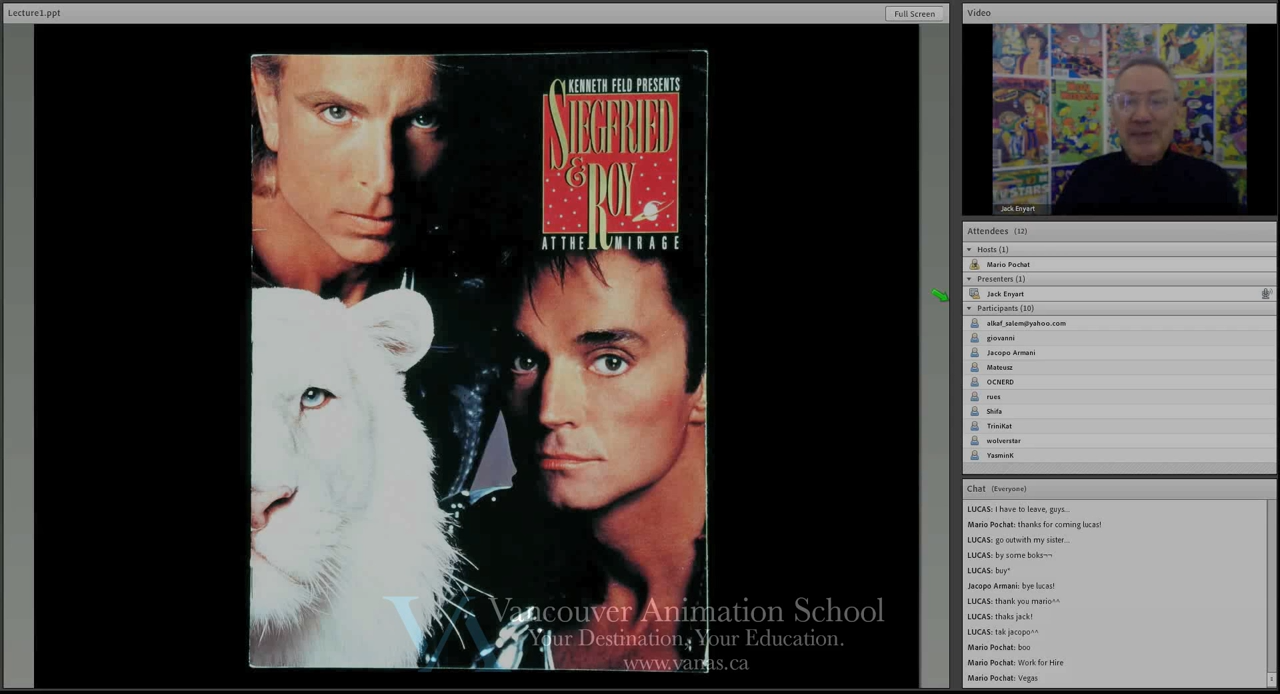 Lecture1.ppt
Full Screen
KENNETH FELD PRESENTS
SIEGFRIED
& ROY
AT THE MIRAGE
Vancouver Animation School
Your Destination. Your Education.
www.vanas.ca
Video
TV STARS
Jack Enyart
Attendees (12)
Hosts (1)
Mario Pochat
Presenters (1)
Jack Enyart
Participants (10)
alkaf_salem@yahoo.com
giovanni
Jacopo Armani
Mateusz
OCNERD
rues
Shifa
TriniKat
wolverstar
YasminK
Chat (Everyone)
LUCAS: I have to leave, guys...
Mario Pochat: thanks for coming lucas!
LUCAS: go outwith my sister...
LUCAS: by some boks¬¬
LUCAS: buy*
Jacopo Armani: bye lucas!
LUCAS: thank you mario^^
LUCAS: thaks jack!
LUCAS: tak jacopo^^
Mario Pochat: boo
Mario Pochat: Work for Hire
Mario Pochat: Vegas